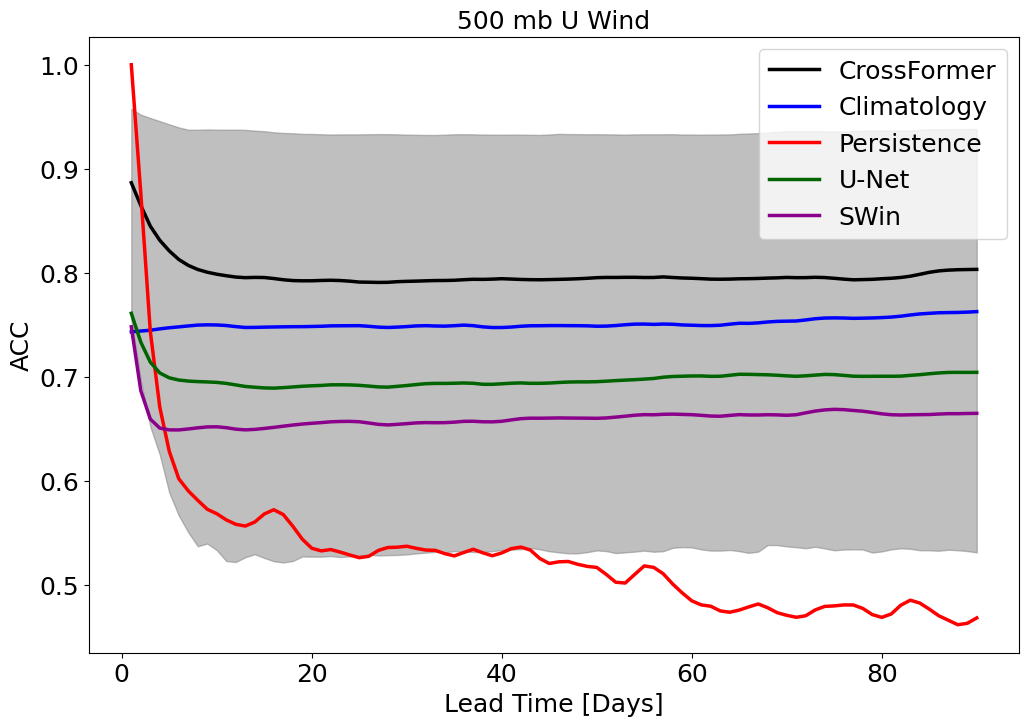 500 mb U Wind
ACC
1.0
0.9
0.8
0.7
0.6
0.5
CrossFormer
Climatology
Persistence
U-Net
SWin
0
20
40
60
80
Lead Time [Days]